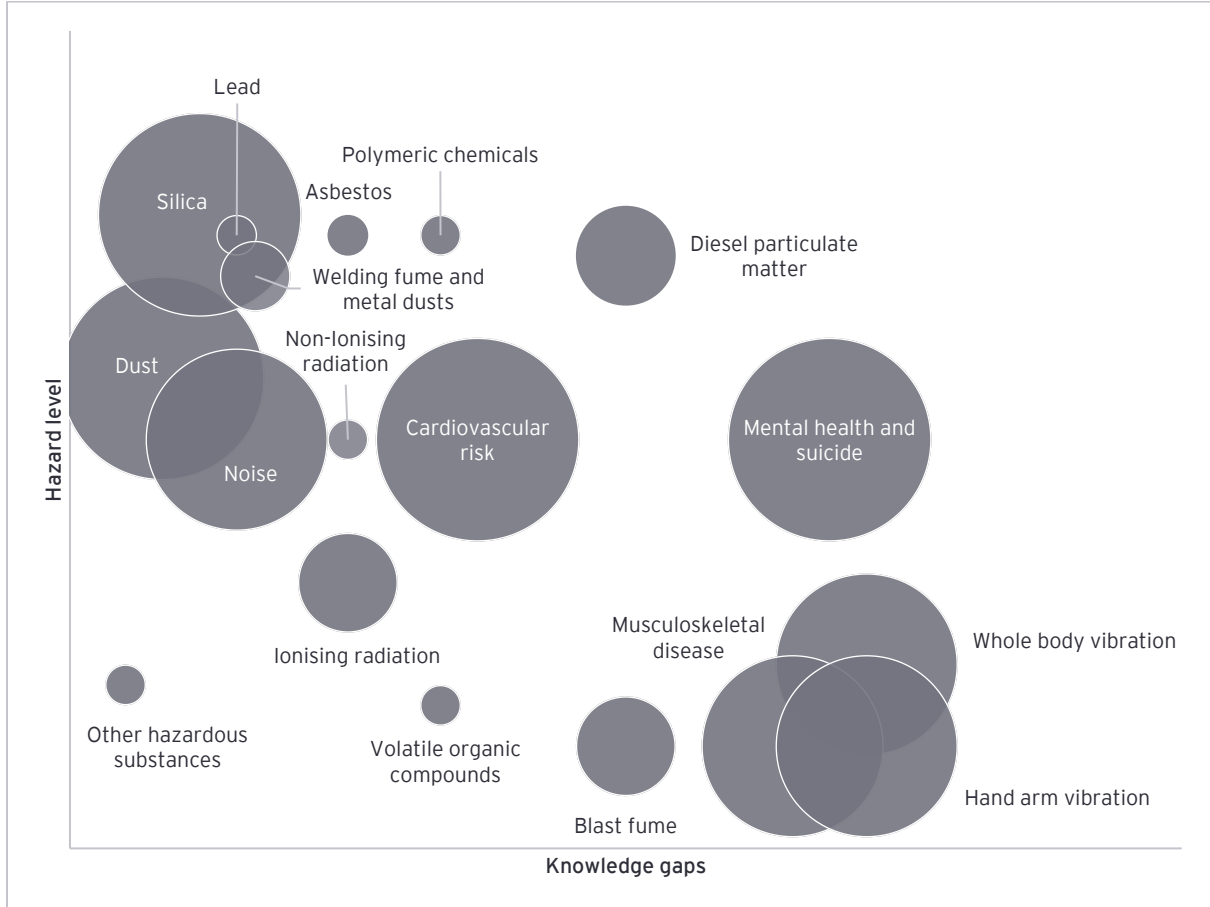 Lead
Polymeric chemicals
Asbestos
Silica
Diesel particulate
matter
Welding fume and
metal dusts
Non-Ionising
radiation
Dust
Hazard level
Cardiovascular
risk
Mental health and
suicide
Noise
Musculoskeletal
disease
Whole body vibration
Ionising radiation
Other hazardous
substances
Volatile organic
compounds
Hand arm vibration
Blast fume
Knowledge gaps